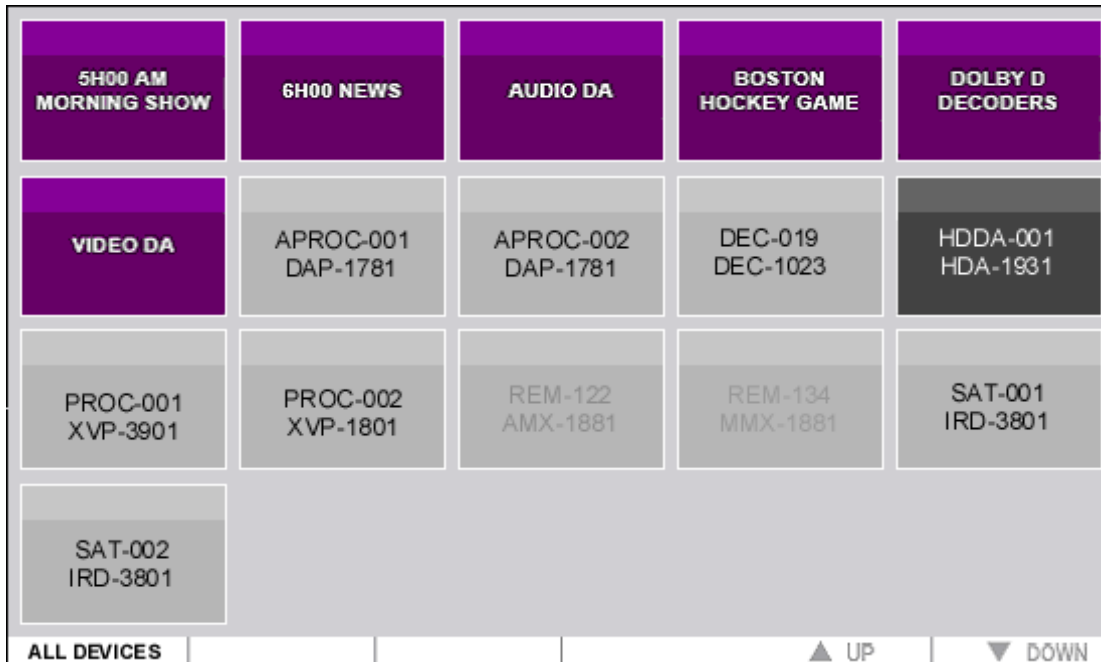 5H00 AM
MORNING SHOW
6H00 NEWS
AUDIO DA
BOSTON
HOCKEY GAME
DOLBY D
DECODERS
VIDEO DA
APROC-001
DAP-1781
APROC-002
DAP-1781
DEC-019
DEC-1023
HDDA-001
HDA-1931
PROC-001
XVP-3901
PROC-002
XVP-1801
REM-122
AMX-1881
REM-134
MMX-1881
SAT-001
IRD-3801
SAT-002
IRD-3801
ALL DEVICES
▲ UP
▼ DOWN